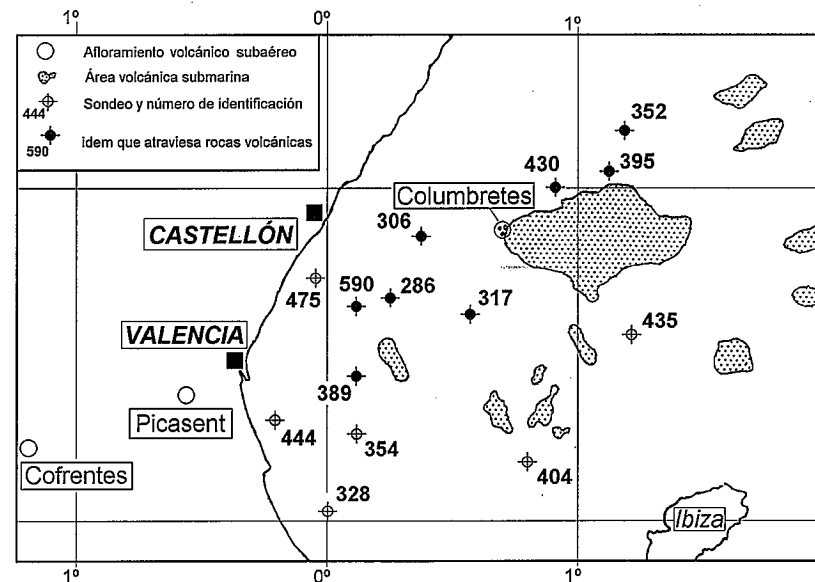 1º 0º 1º
Afloramiento volcánico subaéreo
Área volcánica submarina
444 Sondeo y número de identificación
590 idem que atraviesa rocas volcánicas
352
430 395
Columbretes
306
CASTELLÓN
475 590 286 317
435
VALENCIA
389
Picasent
444 354
404
Cofrentes
328
Ibiza
1º 0º 1º